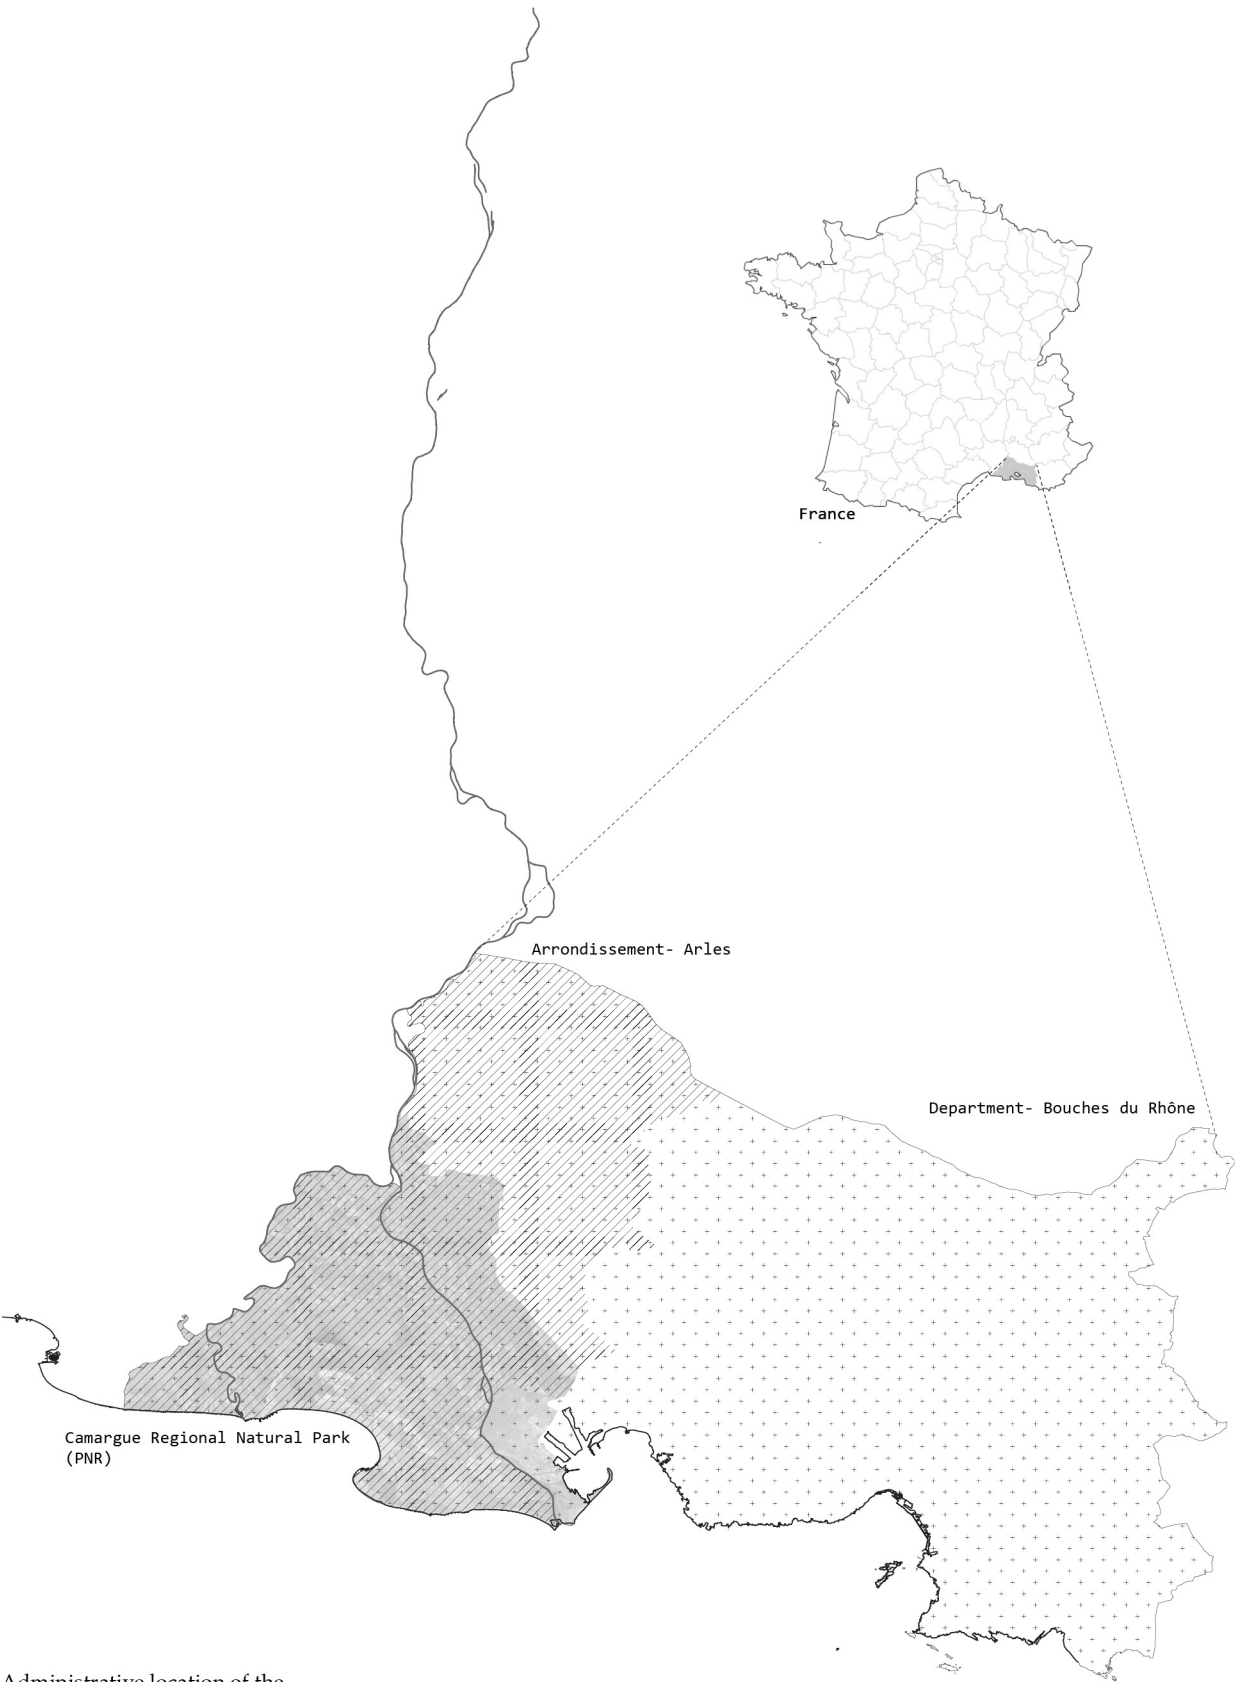 France
Arrondissement- Arles
Department- Bouches du Rhône
Camargue Regional Natural Park
(PNR)
Administrative location of the